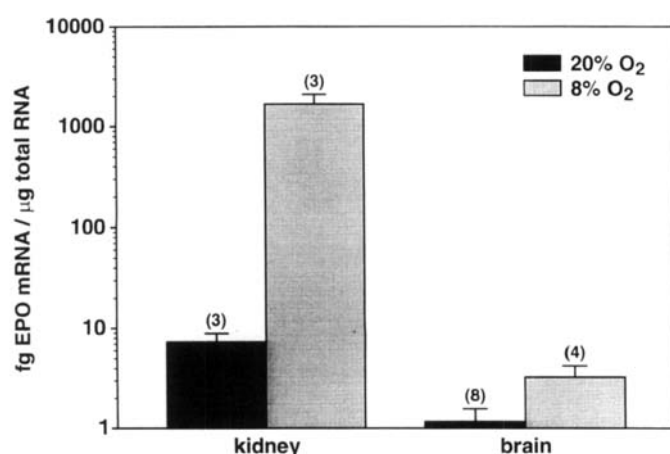 10000
1000
100
10
1
fg EPO mRNA / µg total RNA
20% O₂
8% O₂
(3)
(3)
(8)
(4)
kidney
brain